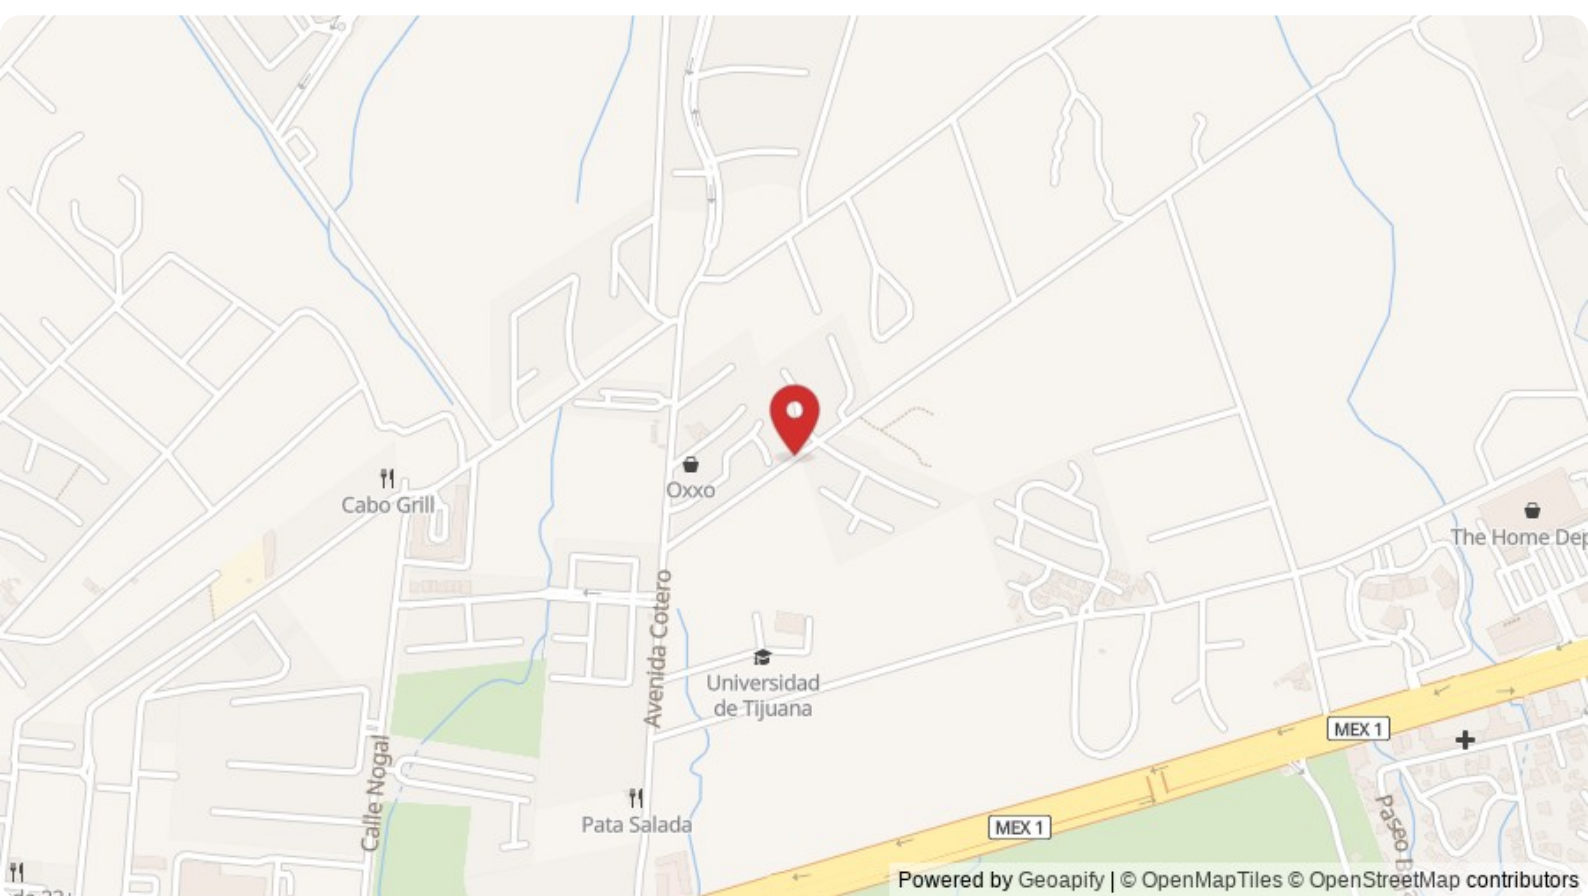 Cabo Grill
Oxxo
The Home Dep
Avenida Cotero
Universidad
de Tijuana
MEX 1
Calle Nogal
Pata Salada
MEX 1
Paseo B
Powered by Geoapify | © OpenMapTiles © OpenStreetMap contributors